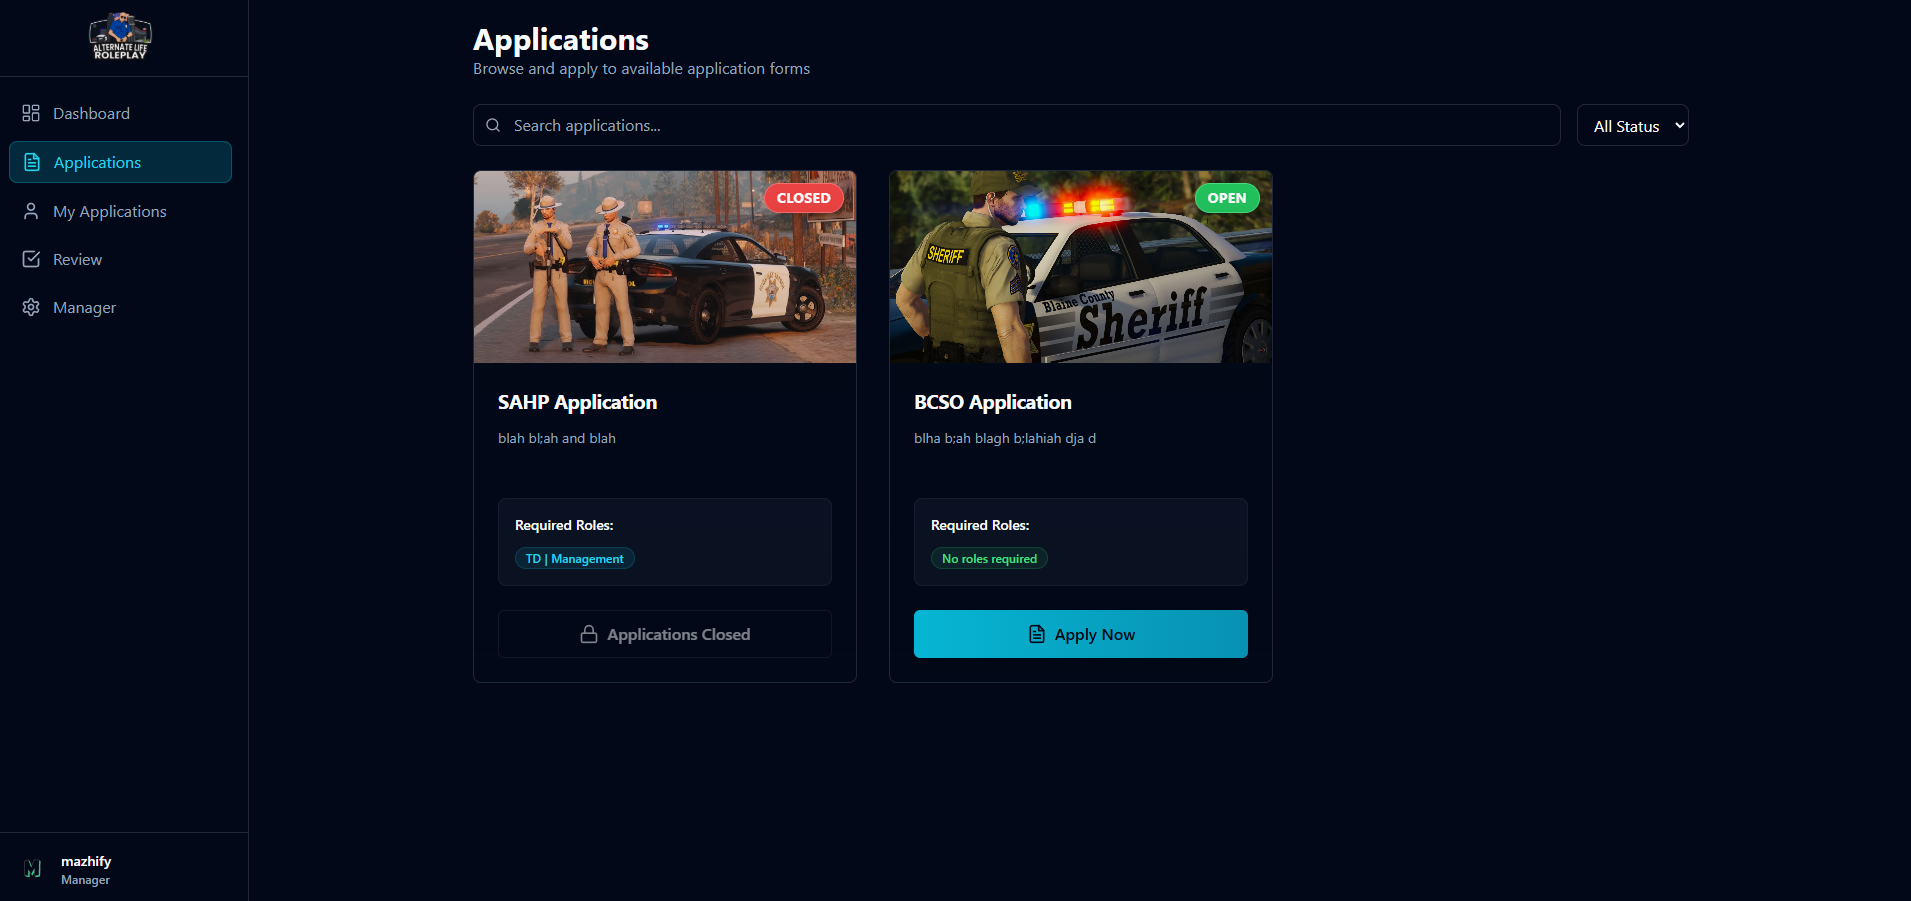 ALTERNATE LIFE
ROLEPLAY
Dashboard
Applications
My Applications
Review
Manager
mazhify
Manager
Applications
Browse and apply to available application forms
Search applications...
All Status
CLOSED
SAHP Application
blah bl;ah and blah
Required Roles:
TD | Management
Applications Closed
OPEN
SHERIFF
Blaine County
Sheriff
BCSO Application
blha b;ah blagh b;lahiah dja d
Required Roles:
No roles required
Apply Now